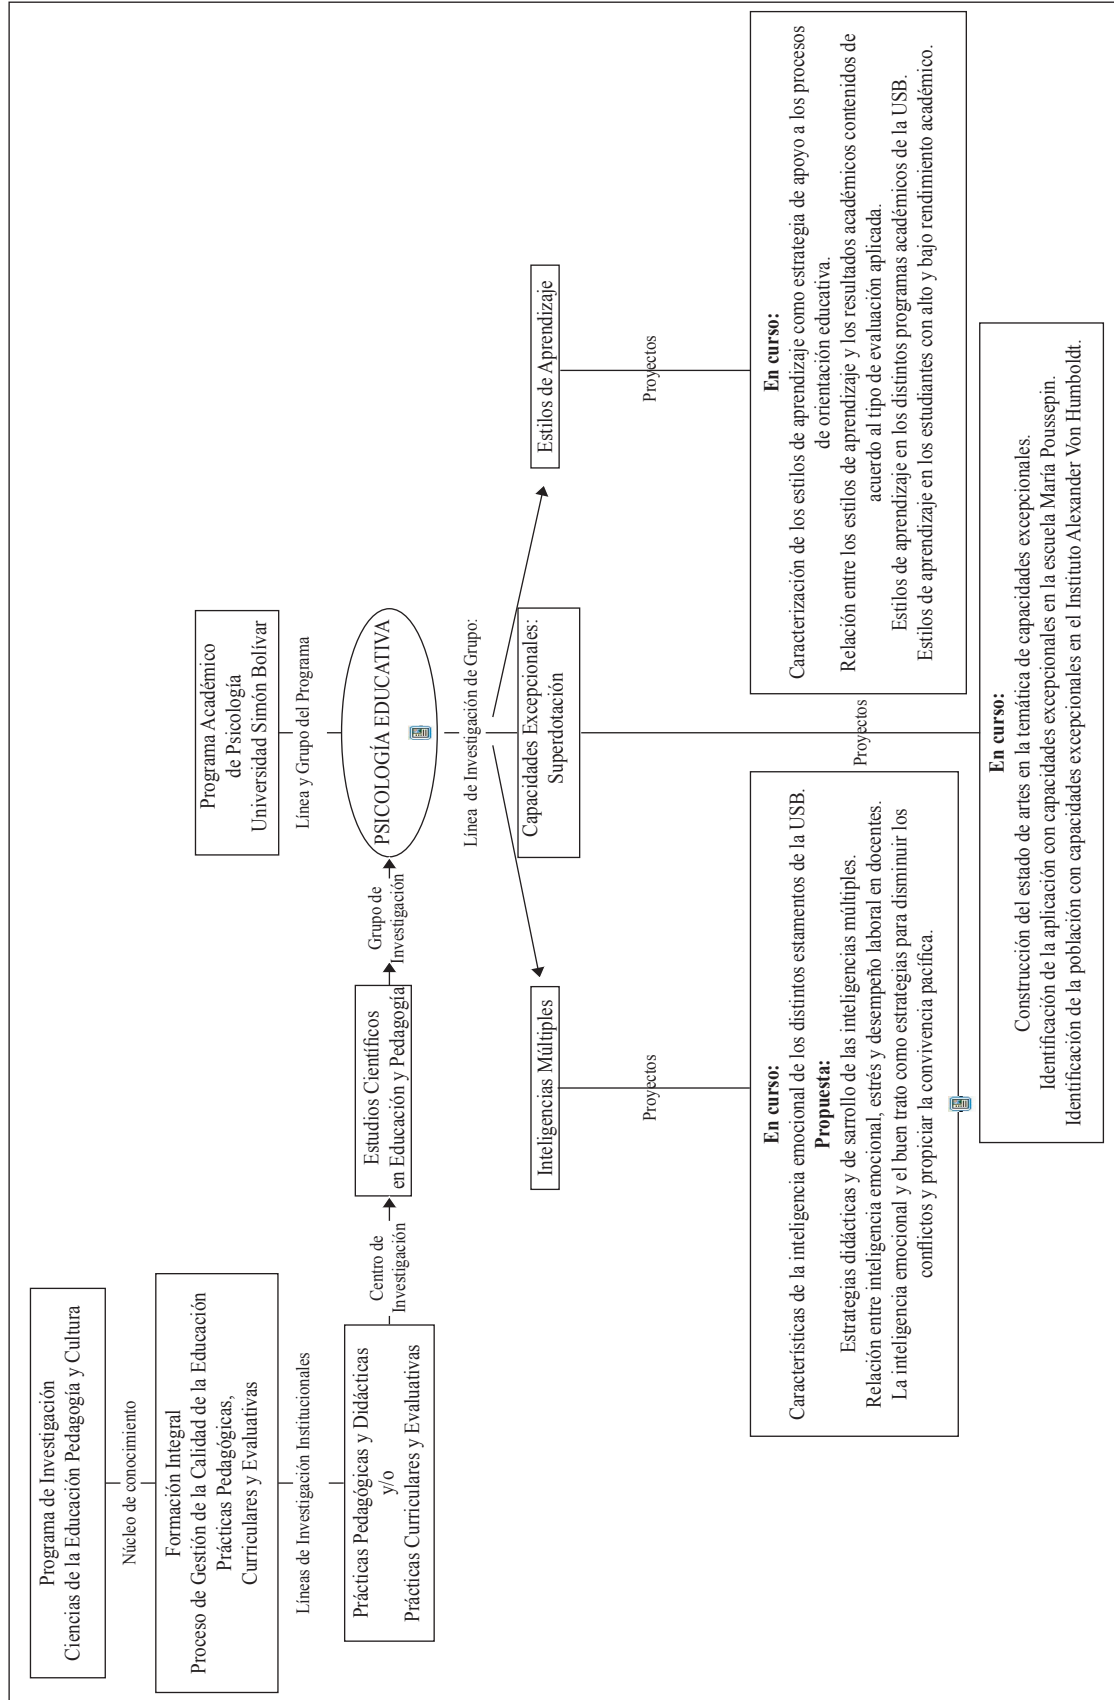 Programa de Investigación
Ciencias de la Educación Pedagogía y Cultura
Núcleo de conocimiento
Formación Integral
Proceso de Gestión de la Calidad de la Educación
Prácticas Pedagógicas,
Curriculares y Evaluativas
Líneas de Investigación Institucionales
Prácticas Pedagógicas y Didácticas
y/o
Prácticas Curriculares y Evaluativas
Centro de
Investigación
Estudios Científicos
en Educación y Pedagogía
Grupo de
Investigación
Programa Académico
de Psicología
Universidad Simón Bolívar
Línea y Grupo del Programa
PSICOLOGÍA EDUCATIVA
Línea de Investigación de Grupo:
Inteligencias Múltiples
Capacidades Excepcionales:
Superdotación
Estilos de Aprendizaje
Proyectos
Proyectos
Proyectos
En curso:
Características de la inteligencia emocional de los distintos estamentos de la USB.
Propuesta:
Estrategias didácticas y de sarrollo de las inteligencias múltiples.
Relación entre inteligencia emocional, estrés y desempeño laboral en docentes.
La inteligencia emocional y el buen trato como estrategias para disminuir los
conflictos y propiciar la convivencia pacífica.
En curso:
Caracterización de los estilos de aprendizaje como estrategia de apoyo a los procesos
de orientación educativa.
Relación entre los estilos de aprendizaje y los resultados académicos contenidos de
acuerdo al tipo de evaluación aplicada.
Estilos de aprendizaje en los distintos programas académicos de la USB.
Estilos de aprendizaje en los estudiantes con alto y bajo rendimiento académico.
En curso:
Construcción del estado de artes en la temática de capacidades excepcionales.
Identificación de la aplicación con capacidades excepcionales en la escuela María Poussepin.
Identificación de la población con capacidades excepcionales en el Instituto Alexander Von Humboldt.